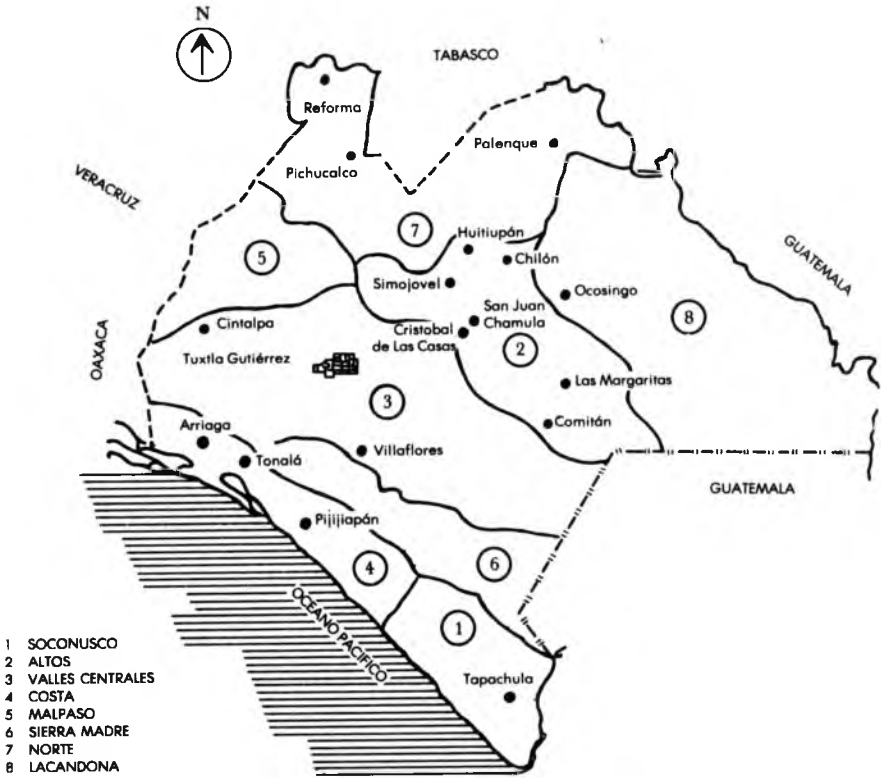 N
TABASCO
Reforma
Palenque
Pichucalco
VERACRUZ
7
Huitiupán
GUATEMALA
5
Chilón
Simojovel
Ocosingo
San Juan
Chamula
8
Cintalpa
Cristobal
de Las Casas
OAXACA
2
Tuxtla Gutiérrez
Las Margaritas
3
Arriaga
Comitán
Villaflores
Tonalá
GUATEMALA
Pijijiapán
6
4
OCEANO PACIFICO
1
Tapachula
1 SOCONUSCO
2 ALTOS
3 VALLES CENTRALES
4 COSTA
5 MALPASO
6 SIERRA MADRE
7 NORTE
8 LACANDONA